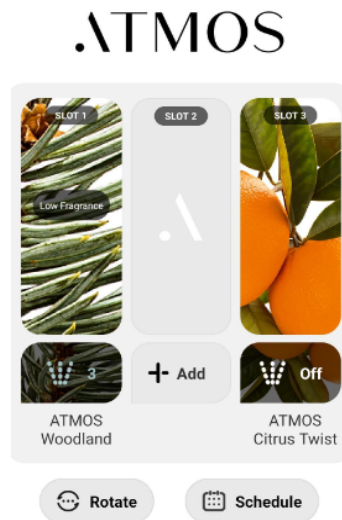 ATMOS
SLOT 1
SLOT 2
SLOT 3
Low Fragrance
3
Add
Off
ATMOS
Woodland
ATMOS
Citrus Twist
Rotate
Schedule